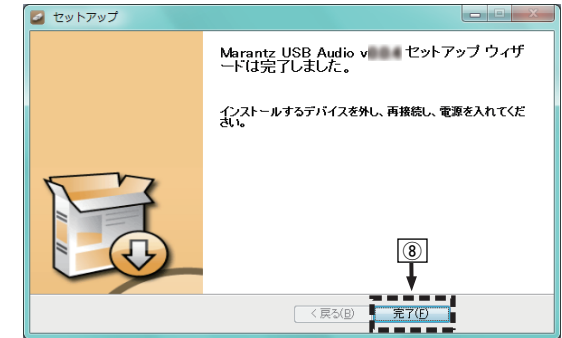 セットアップ
Marantz USB Audio v セットアップ ウィザ
ードは完了しました。
インストールするデバイスを外し、再接続し、電源を入れてくだ
さい。
⑧
< 戻る(B)
完了(F)